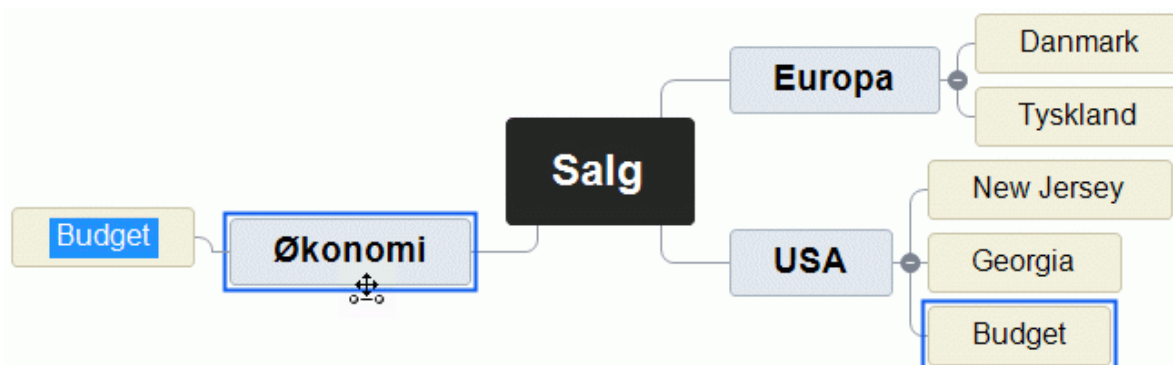 Danmark
Europa
Tyskland
Salg
New Jersey
Budget
Økonomi
USA
Georgia
Budget